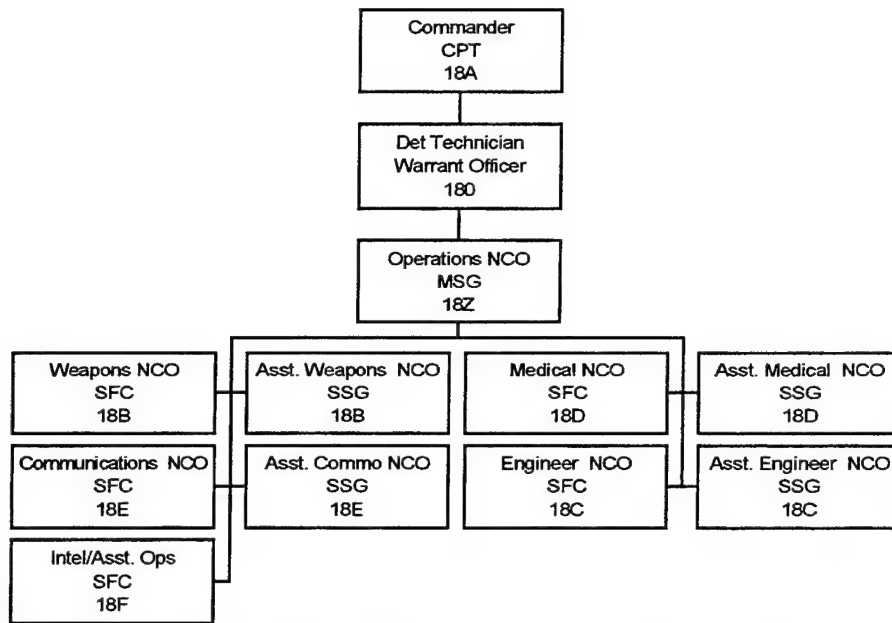 Commander
CPT
18A
Det Technician
Warrant Officer
180
Operations NCO
MSG
18Z
Weapons NCO
SFC
18B
Asst. Weapons NCO
SSG
18B
Medical NCO
SFC
18D
Asst. Medical NCO
SSG
18D
Communications NCO
SFC
18E
Asst. Commo NCO
SSG
18E
Engineer NCO
SFC
18C
Asst. Engineer NCO
SSG
18C
Intel/Asst. Ops
SFC
18F